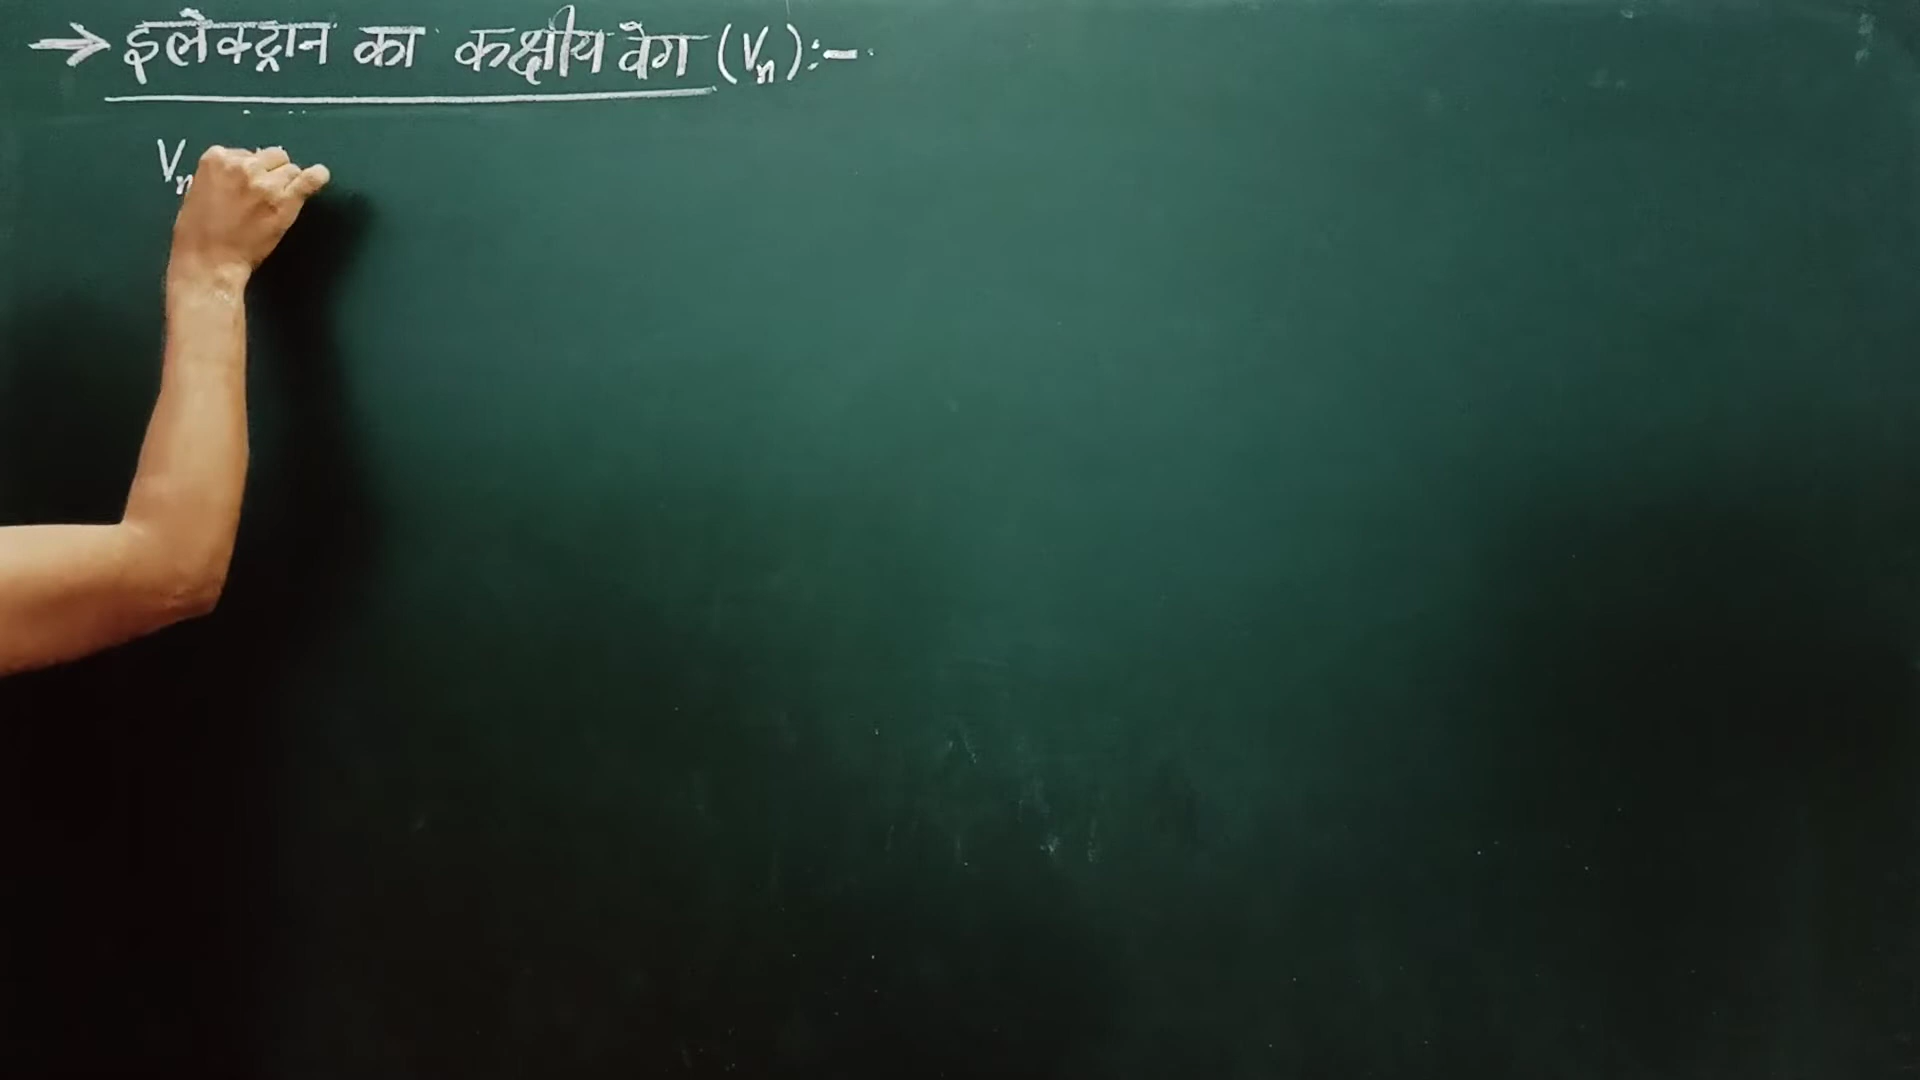 → इलेक्ट्रान का कक्षीय वेग (Vn):-
Vn